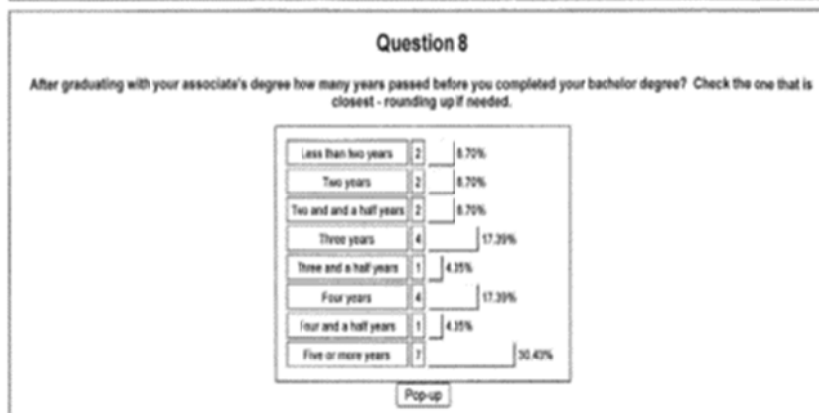 Question 8
After graduating with your associate's degree how many years passed before you completed your bachelor degree? Check the one that is
closest - rounding up if needed.
Less than two years 2 8.70%
Two years 2 8.70%
Two and and a half years 2 8.70%
Three years 4 17.39%
Three and a half years 1 4.35%
Four years 4 17.39%
Four and a half years 1 4.35%
Five or more years 7 30.43%
Pop-up